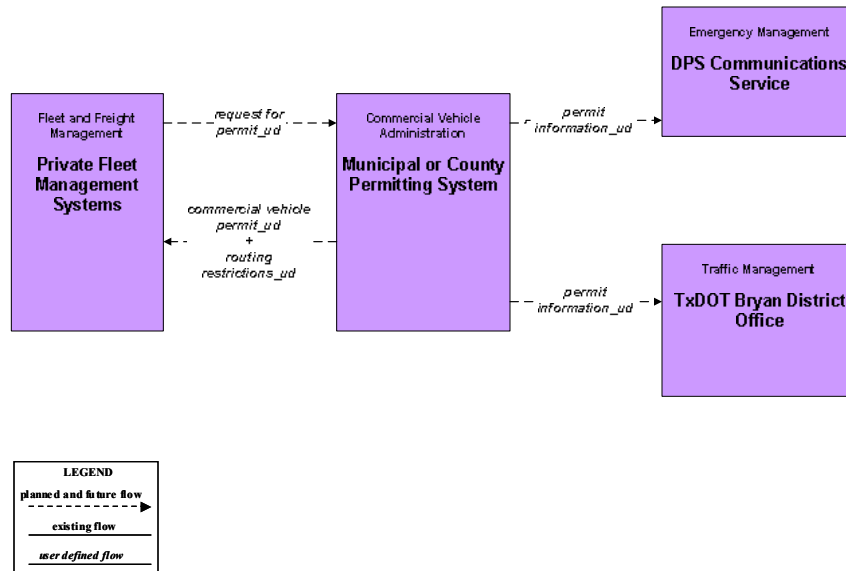 Emergency Management
DPS Communications
Service
Fleet and Freight
Management
Private Fleet
Management
Systems
request for
permit_ud
commercial vehicle
permit_ud
+
routing
restrictions_ud
Commercial Vehicle
Administration
Municipal or County
Permitting System
permit
information_ud
permit
information_ud
Traffic Management
TxDOT Bryan District
Office
LEGEND
planned and future flow
existing flow
user defined flow